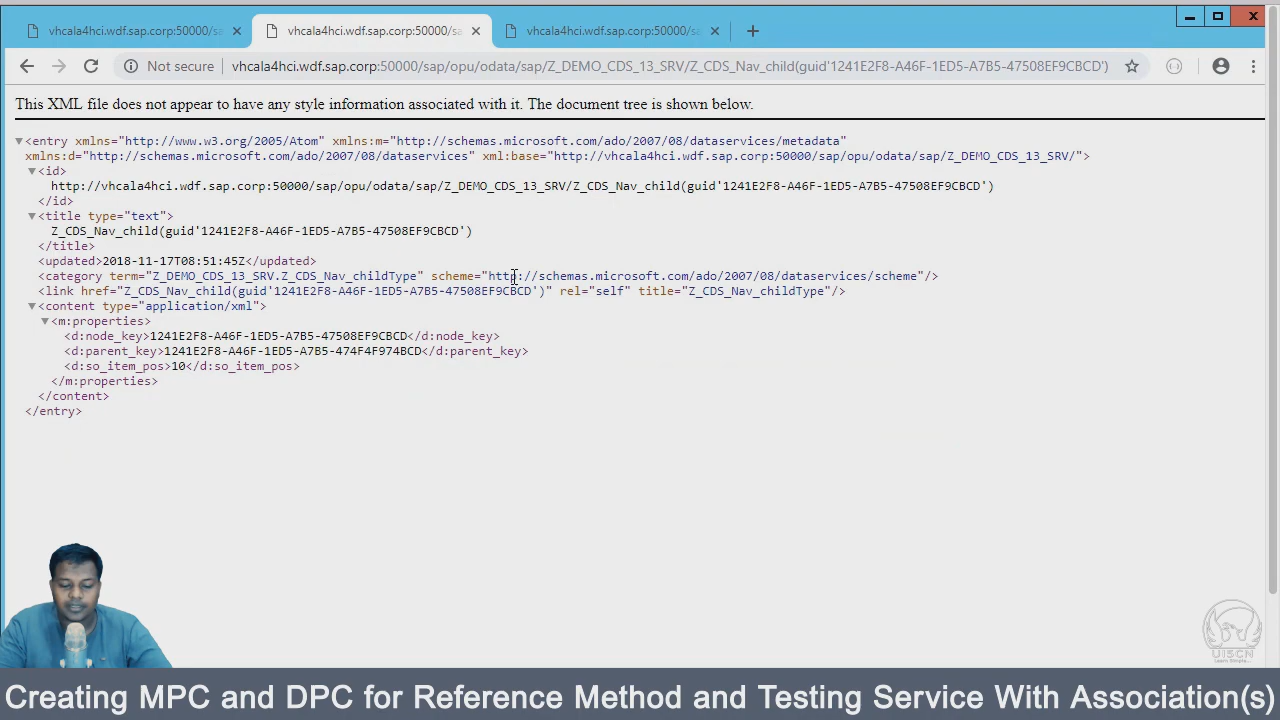 vhcala4hci.wdf.sap.corp:50000/sa
vhcala4hci.wdf.sap.corp:50000/sa
vhcala4hci.wdf.sap.corp:50000/sa
Not secure vhcala4hci.wdf.sap.corp:50000/sap/opu/odata/sap/Z_DEMO_CDS_13_SRV/Z_CDS_Nav_child(guid'1241E2F8-A46F-1ED5-A7B5-47508EF9CBCD')
This XML file does not appear to have any style information associated with it. The document tree is shown below.
<entry xmlns="http://www.w3.org/2005/Atom" xmlns:m="http://schemas.microsoft.com/ado/2007/08/dataservices/metadata"
xmlns:d="http://schemas.microsoft.com/ado/2007/08/dataservices" xml:base="http://vhcala4hci.wdf.sap.corp:50000/sap/opu/odata/sap/Z_DEMO_CDS_13_SRV/">
<id>
http://vhcala4hci.wdf.sap.corp:50000/sap/opu/odata/sap/Z_DEMO_CDS_13_SRV/Z_CDS_Nav_child(guid'1241E2F8-A46F-1ED5-A7B5-47508EF9CBCD')
</id>
<title type="text">
Z_CDS_Nav_child(guid'1241E2F8-A46F-1ED5-A7B5-47508EF9CBCD')
</title>
<updated>2018-11-17T08:51:45Z</updated>
<category term="Z_DEMO_CDS_13_SRV.Z_CDS_Nav_childType" scheme="http://schemas.microsoft.com/ado/2007/08/dataservices/scheme"/>
<link href="Z_CDS_Nav_child(guid'1241E2F8-A46F-1ED5-A7B5-47508EF9CBCD')" rel="self" title="Z_CDS_Nav_childType"/>
<content type="application/xml">
<m:properties>
<d:node_key>1241E2F8-A46F-1ED5-A7B5-47508EF9CBCD</d:node_key>
<d:parent_key>1241E2F8-A46F-1ED5-A7B5-474F4F974BCD</d:parent_key>
<d:so_item_pos>10</d:so_item_pos>
</m:properties>
</content>
</entry>
UISCN
Learn Simple...
Creating MPC and DPC for Reference Method and Testing Service With Association(s)